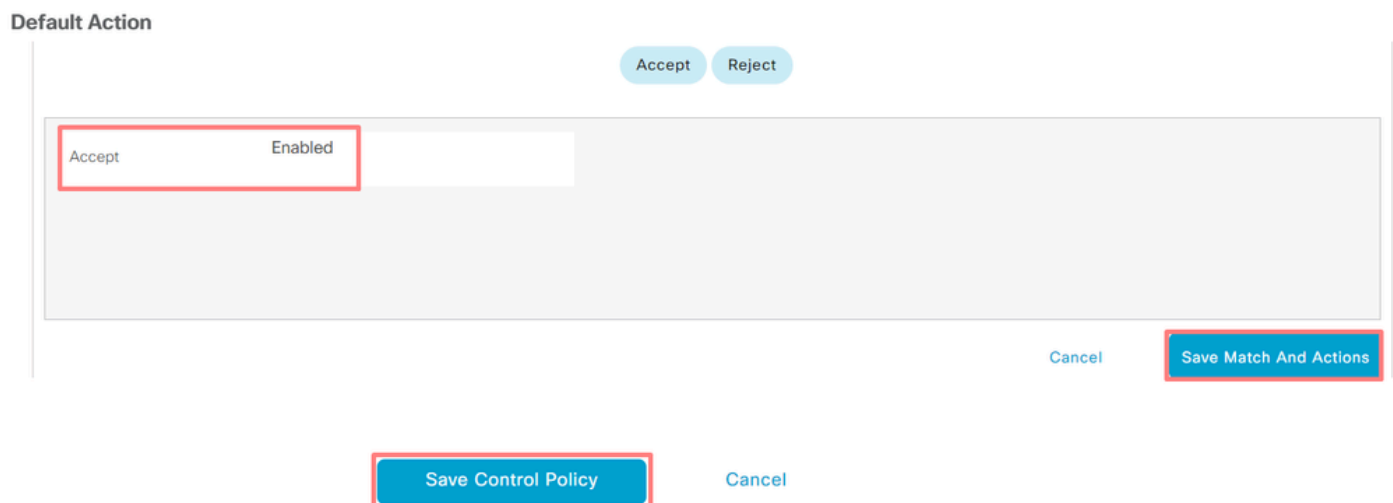 Default Action
Accept Reject
Accept Enabled
Cancel Save Match And Actions
Save Control Policy Cancel